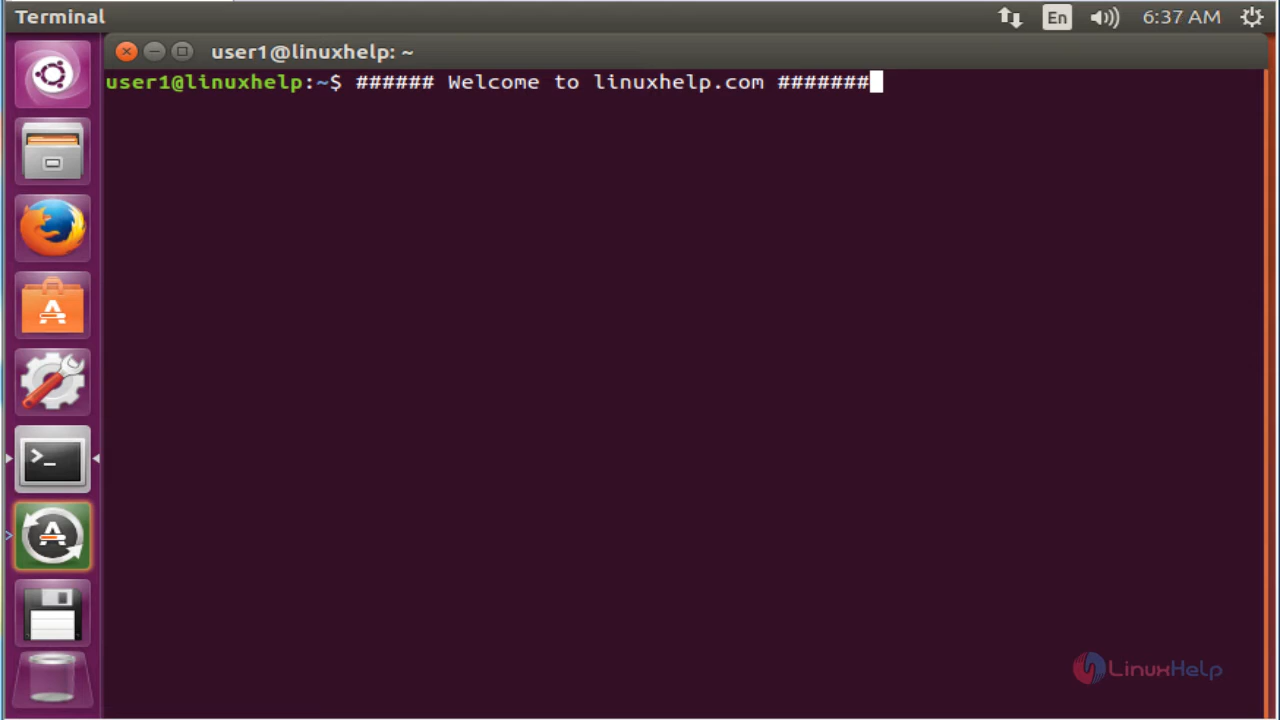 Terminal
En
6:37 AM
user1@linuxhelp: ~
user1@linuxhelp:~$ ###### Welcome to linuxhelp.com #######
>_
LinuxHelp